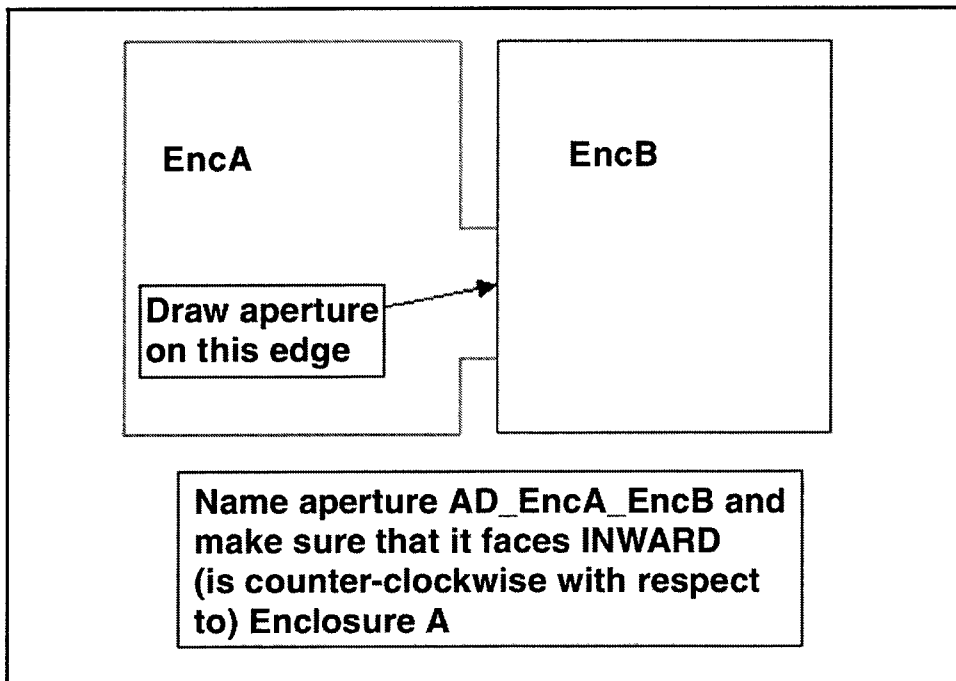 EncA
EncB
Draw aperture
on this edge
Name aperture AD_EncA_EncB and
make sure that it faces INWARD
(is counter-clockwise with respect
to) Enclosure A